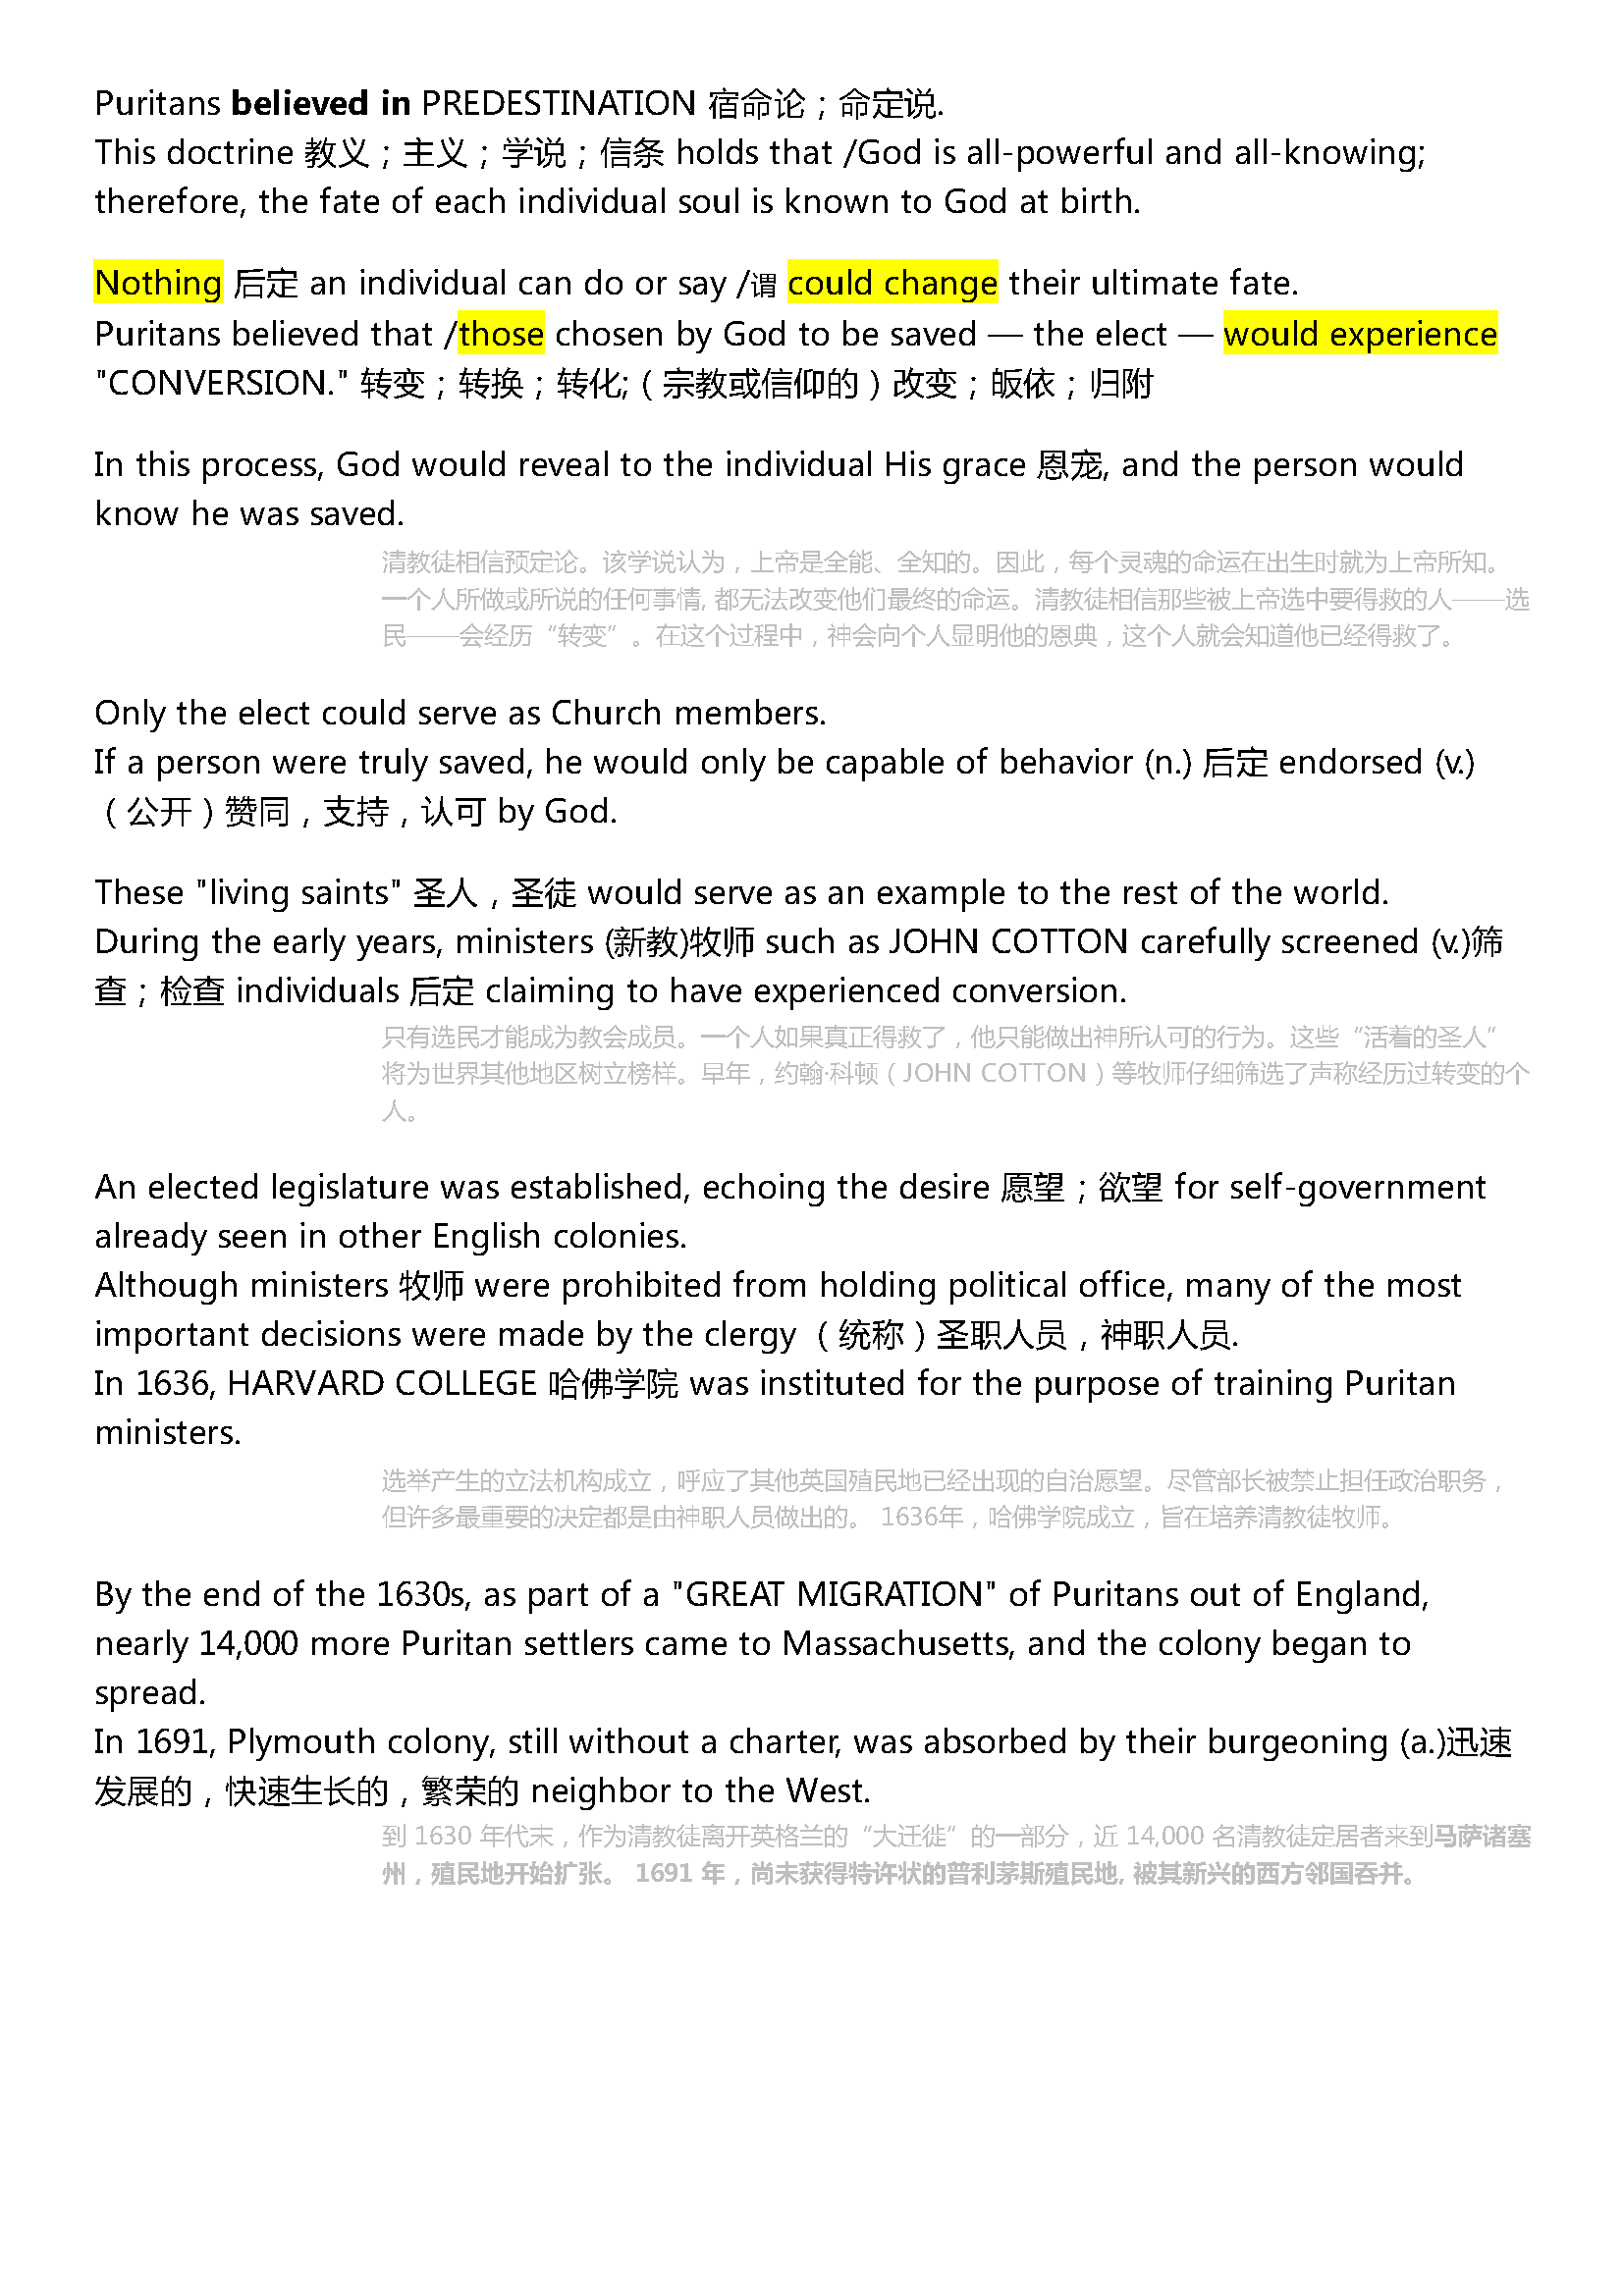 Puritans believed in PREDESTINATION 宿命论；命定说.
This doctrine 教义；主义；学说；信条 holds that /God is all-powerful and all-knowing;
therefore, the fate of each individual soul is known to God at birth.
Nothing 后定 an individual can do or say /谓 could change their ultimate fate.
Puritans believed that /those chosen by God to be saved — the elect — would experience
"CONVERSION." 转变；转换；转化;（宗教或信仰的）改变；皈依；归附
In this process, God would reveal to the individual His grace 恩宠, and the person would
know he was saved.
清教徒相信预定论。该学说认为，上帝是全能、全知的。因此，每个灵魂的命运在出生时就为上帝所知。
一个人所做或所说的任何事情, 都无法改变他们最终的命运。清教徒相信那些被上帝选中要得救的人——选
民——会经历“转变”。在这个过程中，神会向个人显明他的恩典，这个人就会知道他已经得救了。
Only the elect could serve as Church members.
If a person were truly saved, he would only be capable of behavior (n.) 后定 endorsed (v.)
（公开）赞同，支持，认可 by God.
These "living saints" 圣人，圣徒 would serve as an example to the rest of the world.
During the early years, ministers (新教)牧师 such as JOHN COTTON carefully screened (v.)筛
查；检查 individuals 后定 claiming to have experienced conversion.
只有选民才能成为教会成员。一个人如果真正得救了，他只能做出神所认可的行为。这些“活着的圣人”
将为世界其他地区树立榜样。早年，约翰·科顿（JOHN COTTON）等牧师仔细筛选了声称经历过转变的个
人。
An elected legislature was established, echoing the desire 愿望；欲望 for self-government
already seen in other English colonies.
Although ministers 牧师 were prohibited from holding political office, many of the most
important decisions were made by the clergy （统称）圣职人员，神职人员.
In 1636, HARVARD COLLEGE 哈佛学院 was instituted for the purpose of training Puritan
ministers.
选举产生的立法机构成立，呼应了其他英国殖民地已经出现的自治愿望。尽管部长被禁止担任政治职务，
但许多最重要的决定都是由神职人员做出的。 1636年，哈佛学院成立，旨在培养清教徒牧师。
By the end of the 1630s, as part of a "GREAT MIGRATION" of Puritans out of England,
nearly 14,000 more Puritan settlers came to Massachusetts, and the colony began to
spread.
In 1691, Plymouth colony, still without a charter, was absorbed by their burgeoning (a.)迅速
发展的，快速生长的，繁荣的 neighbor to the West.
到 1630 年代末，作为清教徒离开英格兰的“大迁徙”的一部分，近 14,000 名清教徒定居者来到马萨诸塞
州，殖民地开始扩张。 1691 年，尚未获得特许状的普利茅斯殖民地, 被其新兴的西方邻国吞并。